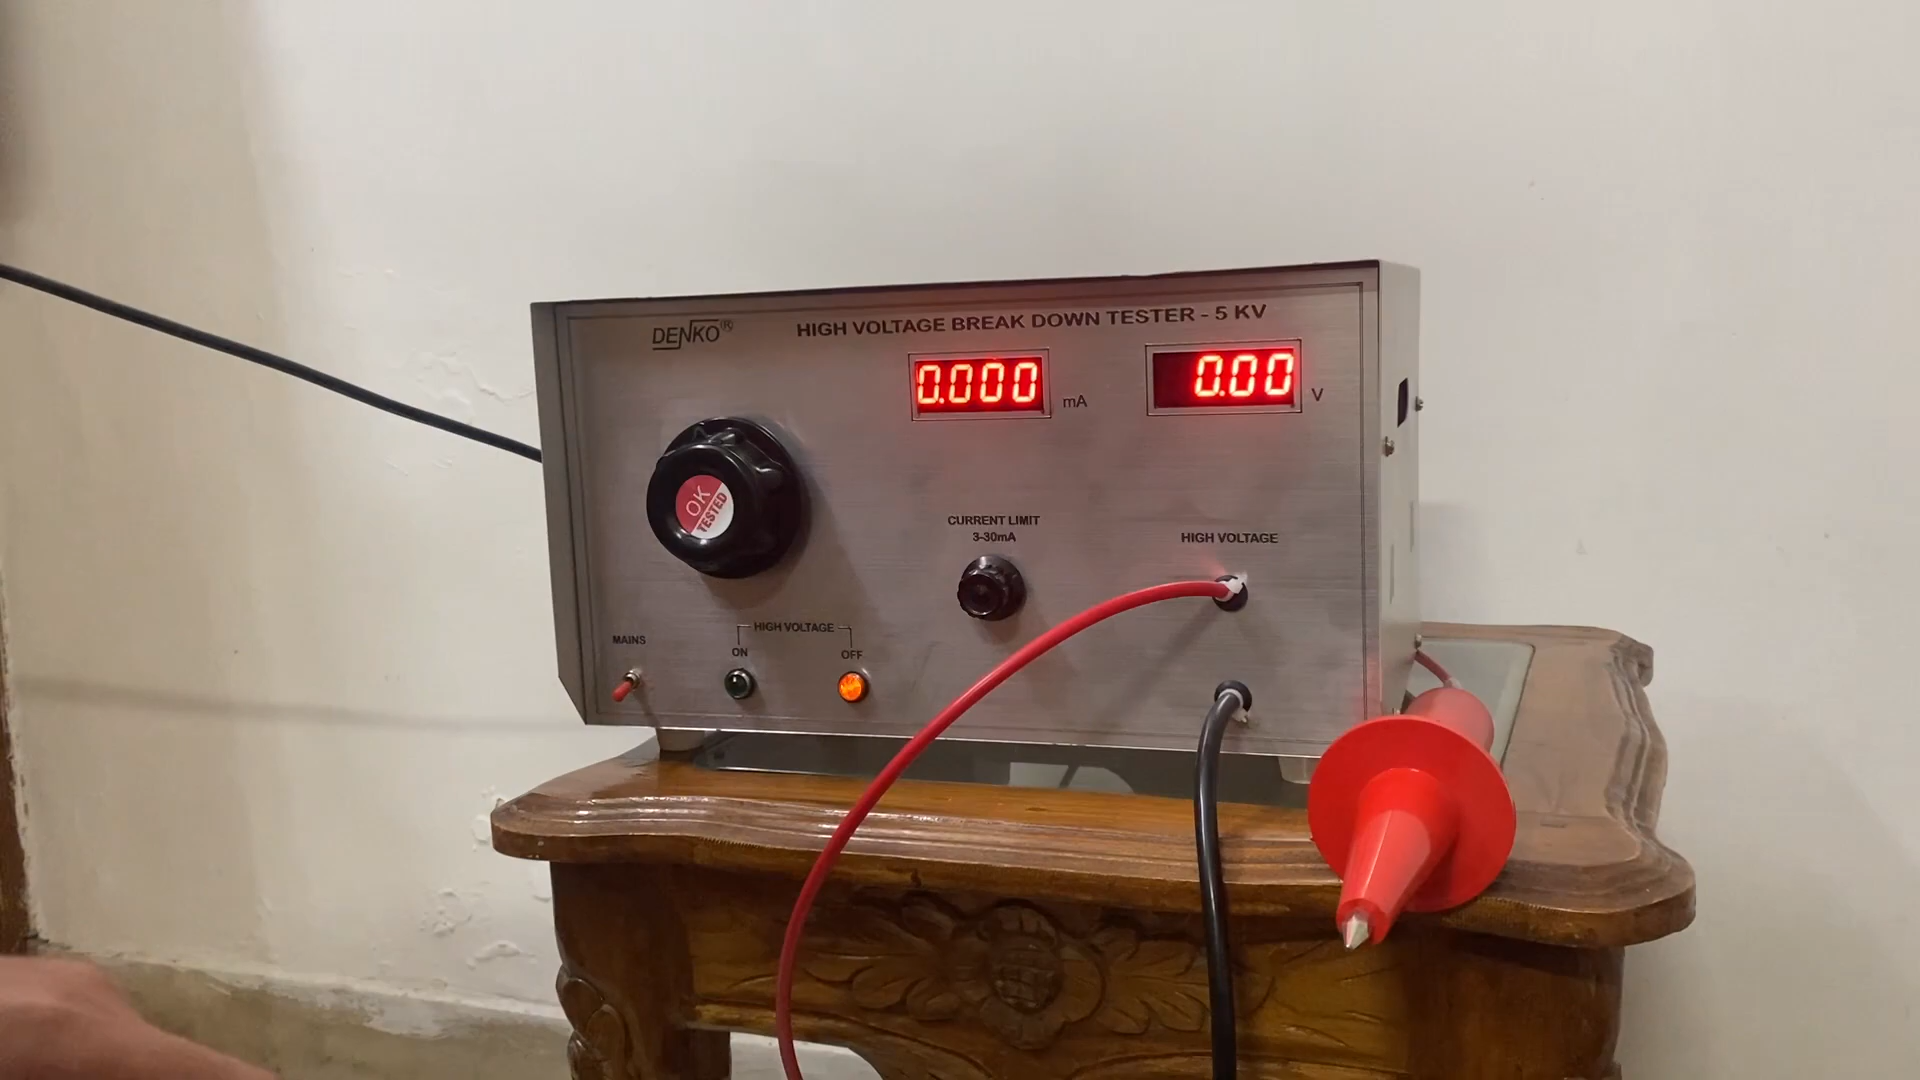 DENKO®
HIGH VOLTAGE BREAK DOWN TESTER - 5 KV
0.000 mA
0.00 V
OK
TESTED
CURRENT LIMIT
3-30mA
HIGH VOLTAGE
MAINS
HIGH VOLTAGE
ON
OFF